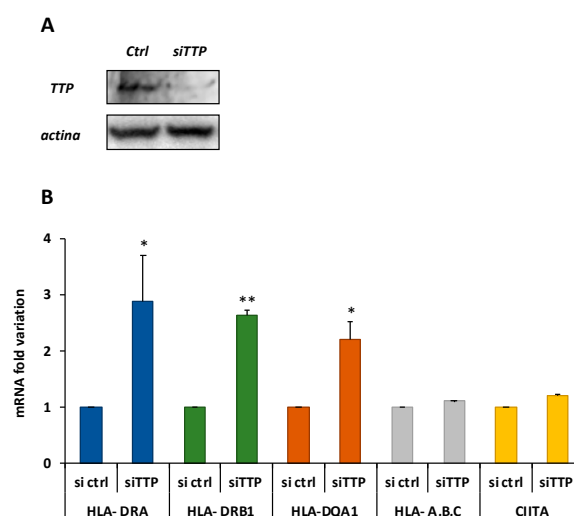 A
Ctrl siTTP
TTP
actina
B
mRNA fold variation
4
3
2
1
0
*
**
*
si ctrl siTTP si ctrl siTTP si ctrl siTTP si ctrl siTTP si ctrl siTTP
HLA- DRA HLA- DRB1 HLA-DQA1 HLA- A,B,C CIITA